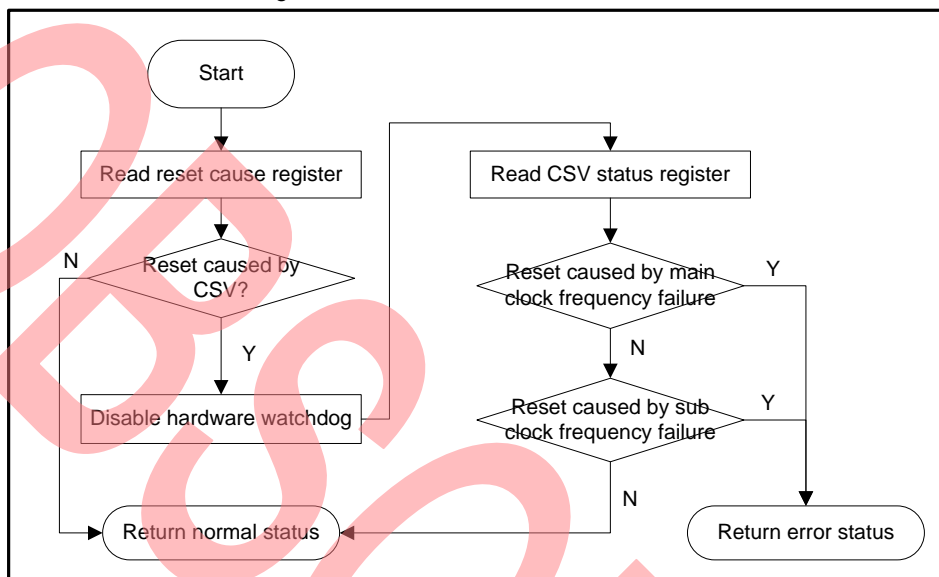 Start
Read reset cause register
Reset caused by
CSV?
N
Y
Disable hardware watchdog
Read CSV status register
Reset caused by main
clock frequency failure
Y
N
Reset caused by sub
clock frequency failure
Y
N
Return normal status
Return error status